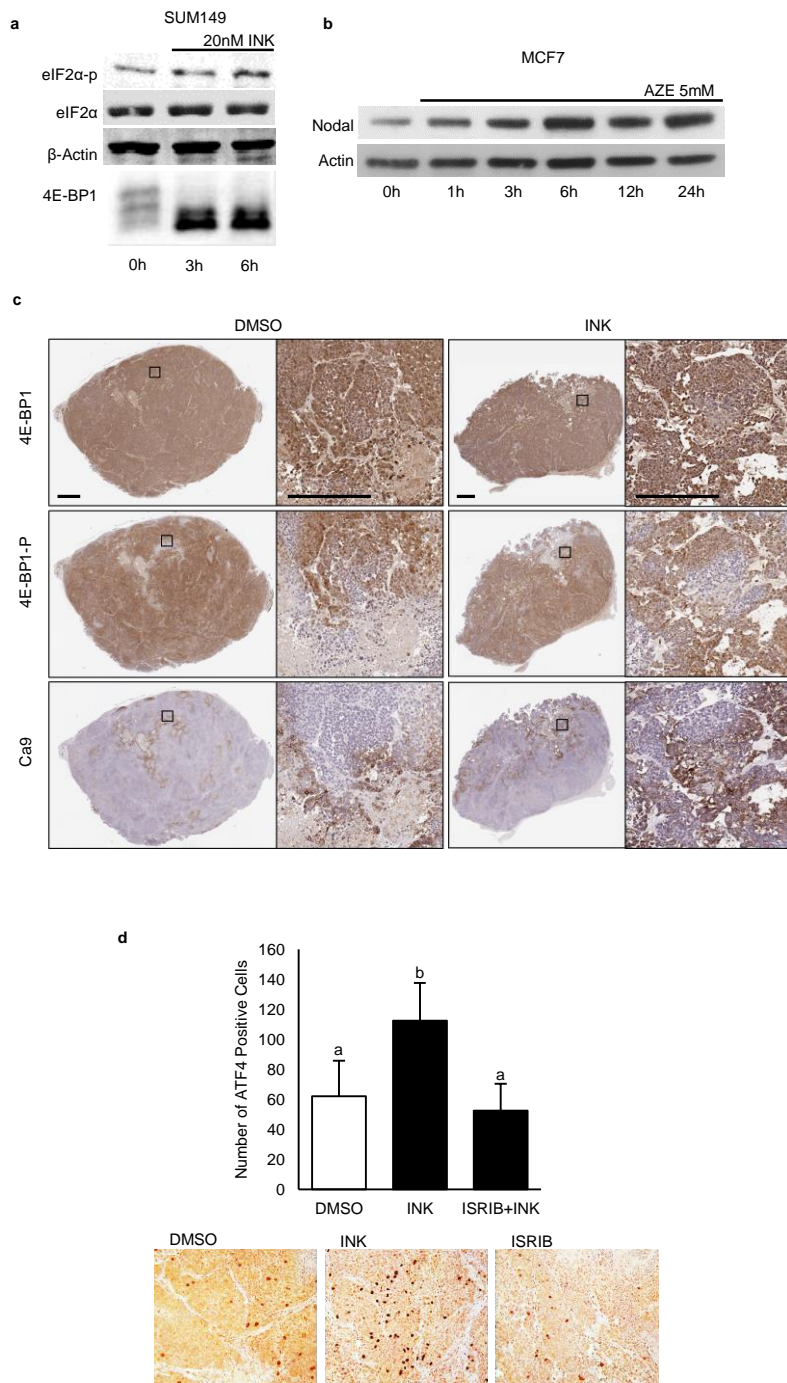 a
SUM149
20nM INK
eIF2α-p
eIF2α
β-Actin
4E-BP1
0h 3h 6h
b
MCF7
AZE 5mM
Nodal
Actin
0h 1h 3h 6h 12h 24h
c
DMSO INK
4E-BP1
4E-BP1-P
Ca9
d
Number of ATF4 Positive Cells
160
140
120
100
80
60
40
20
0
a
b
a
DMSO INK ISRIB+INK
DMSO INK ISRIB